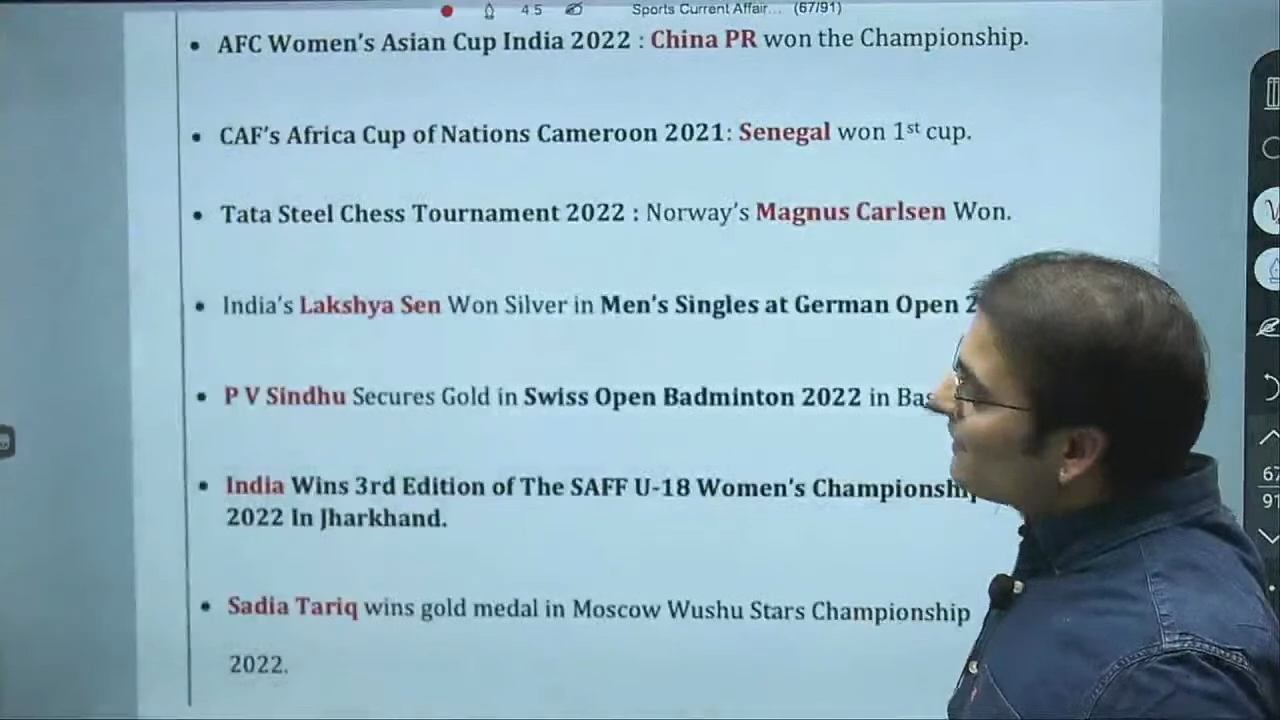 4 5 Sports Current Affair... (67/91)
AFC Women's Asian Cup India 2022 : China PR won the Championship.
CAF's Africa Cup of Nations Cameroon 2021: Senegal won 1st cup.
Tata Steel Chess Tournament 2022 : Norway's Magnus Carlsen Won.
India's Lakshya Sen Won Silver in Men's Singles at German Open
P V Sindhu Secures Gold in Swiss Open Badminton 2022 in
India Wins 3rd Edition of The SAFF U-18 Women's
2022 In Jharkhand.
Sadia Tariq wins gold medal in Moscow Wushu Stars Championship
2022.
67
91